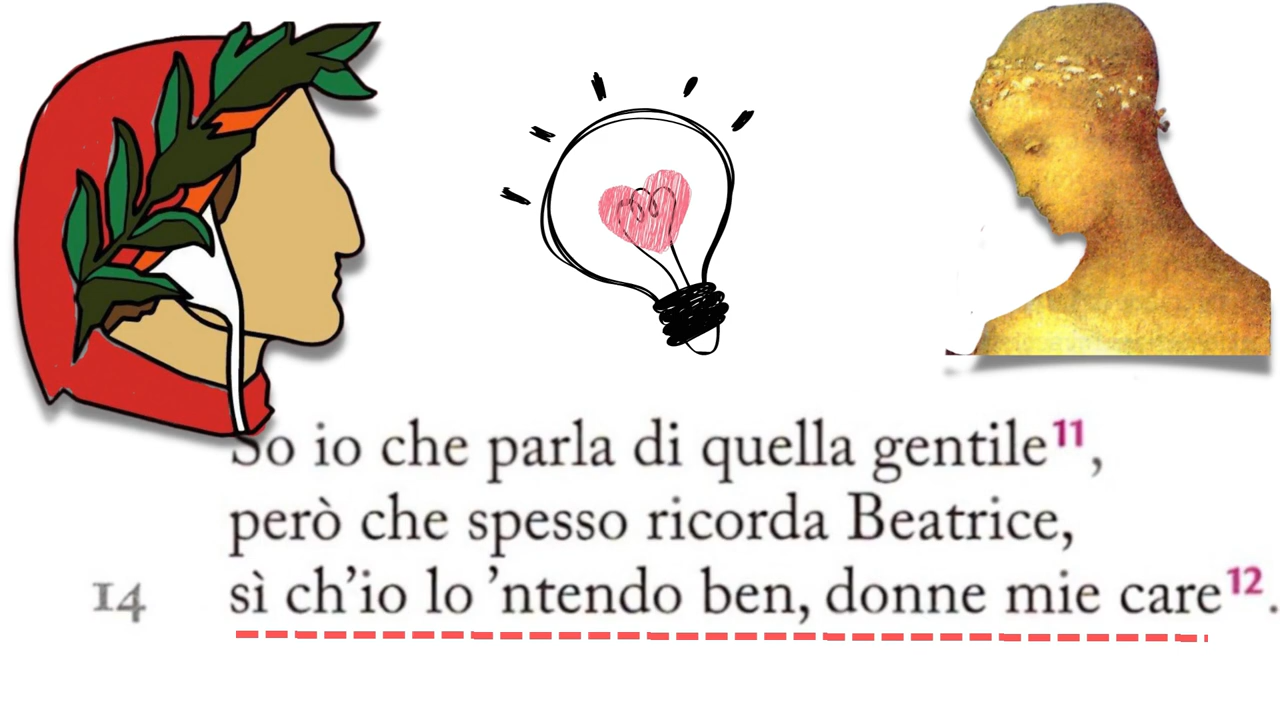 So io che parla di quella gentile11,
però che spesso ricorda Beatrice,
14 sì ch'io lo 'ntendo ben, donne mie care12.